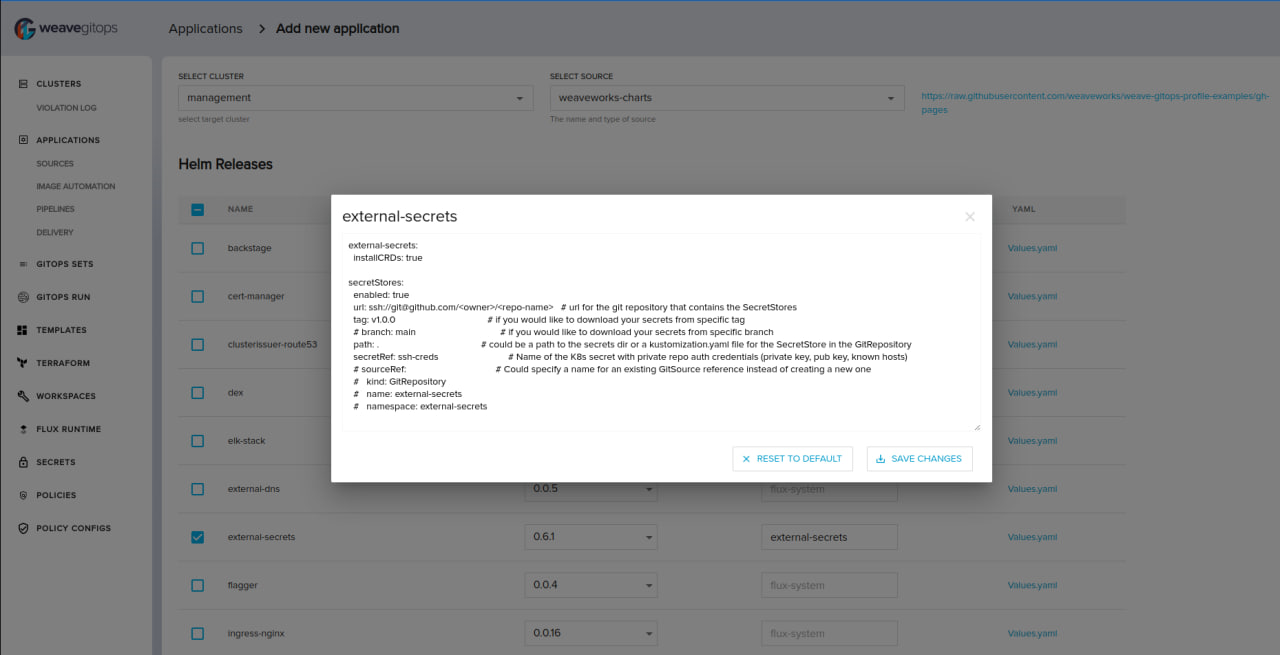 weavegitops
Applications > Add new application
CLUSTERS
VIOLATION LOG
APPLICATIONS
SOURCES
IMAGE AUTOMATION
PIPELINES
DELIVERY
GITOPS SETS
GITOPS RUN
TEMPLATES
TERRAFORM
WORKSPACES
FLUX RUNTIME
SECRETS
POLICIES
POLICY CONFIGS
SELECT CLUSTER
management
select target cluster
SELECT SOURCE
weaveworks-charts
The name and type of source
https://raw.githubusercontent.com/weaveworks/weave-gitops-profile-examples/gh-
pages
Helm Releases
NAME YAML
backstage Values.yaml
cert-manager Values.yaml
clusterissuer-route53 Values.yaml
dex Values.yaml
elk-stack Values.yaml
external-dns 0.0.5 flux-system Values.yaml
external-secrets 0.6.1 external-secrets Values.yaml
flagger 0.0.4 flux-system Values.yaml
ingress-nginx 0.0.16 flux-system Values.yaml
external-secrets
external-secrets:
installCRDs: true
secretStores:
enabled: true
url: ssh://git@github.com/<owner>/<repo-name> # url for the git repository that contains the SecretStores
tag: v1.0.0 # if you would like to download your secrets from specific tag
# branch: main # if you would like to download your secrets from specific branch
path: . # could be a path to the secrets dir or a kustomization.yaml file for the SecretStore in the GitRepository
secretRef: ssh-creds # Name of the K8s secret with private repo auth credentials (private key, pub key, known hosts)
# sourceRef: # Could specify a name for an existing GitSource reference instead of creating a new one
# kind: GitRepository
# name: external-secrets
# namespace: external-secrets
RESET TO DEFAULT
SAVE CHANGES